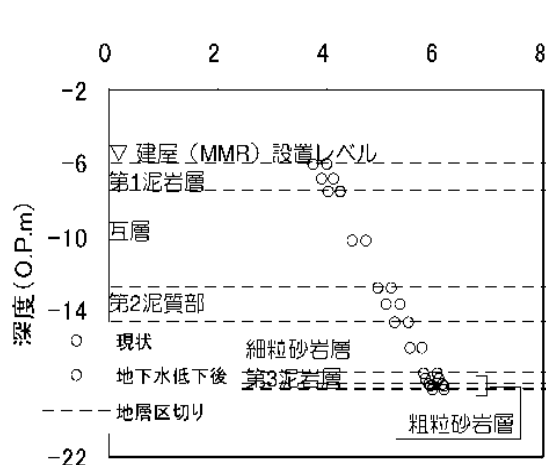 0 2 4 6 8
-2
▽ 建屋（MMR）設置レベル
-6
第1泥岩層
互層
-10
第2泥質部
-14
深度(O.P.m)
○ 現状
細粒砂岩層
○ 地下水低下後
第3泥岩層
地層区切り
粗粒砂岩層
-22